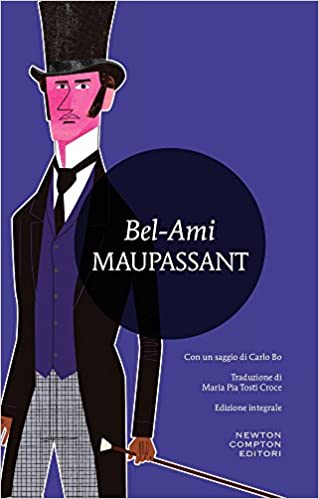 Bel-Ami
MAUPASSANT
Con un saggio di Carlo Bo
Traduzione di
Maria Pia Tosti Croce
Edizione integrale
NEWTON
COMPTON
EDITORI